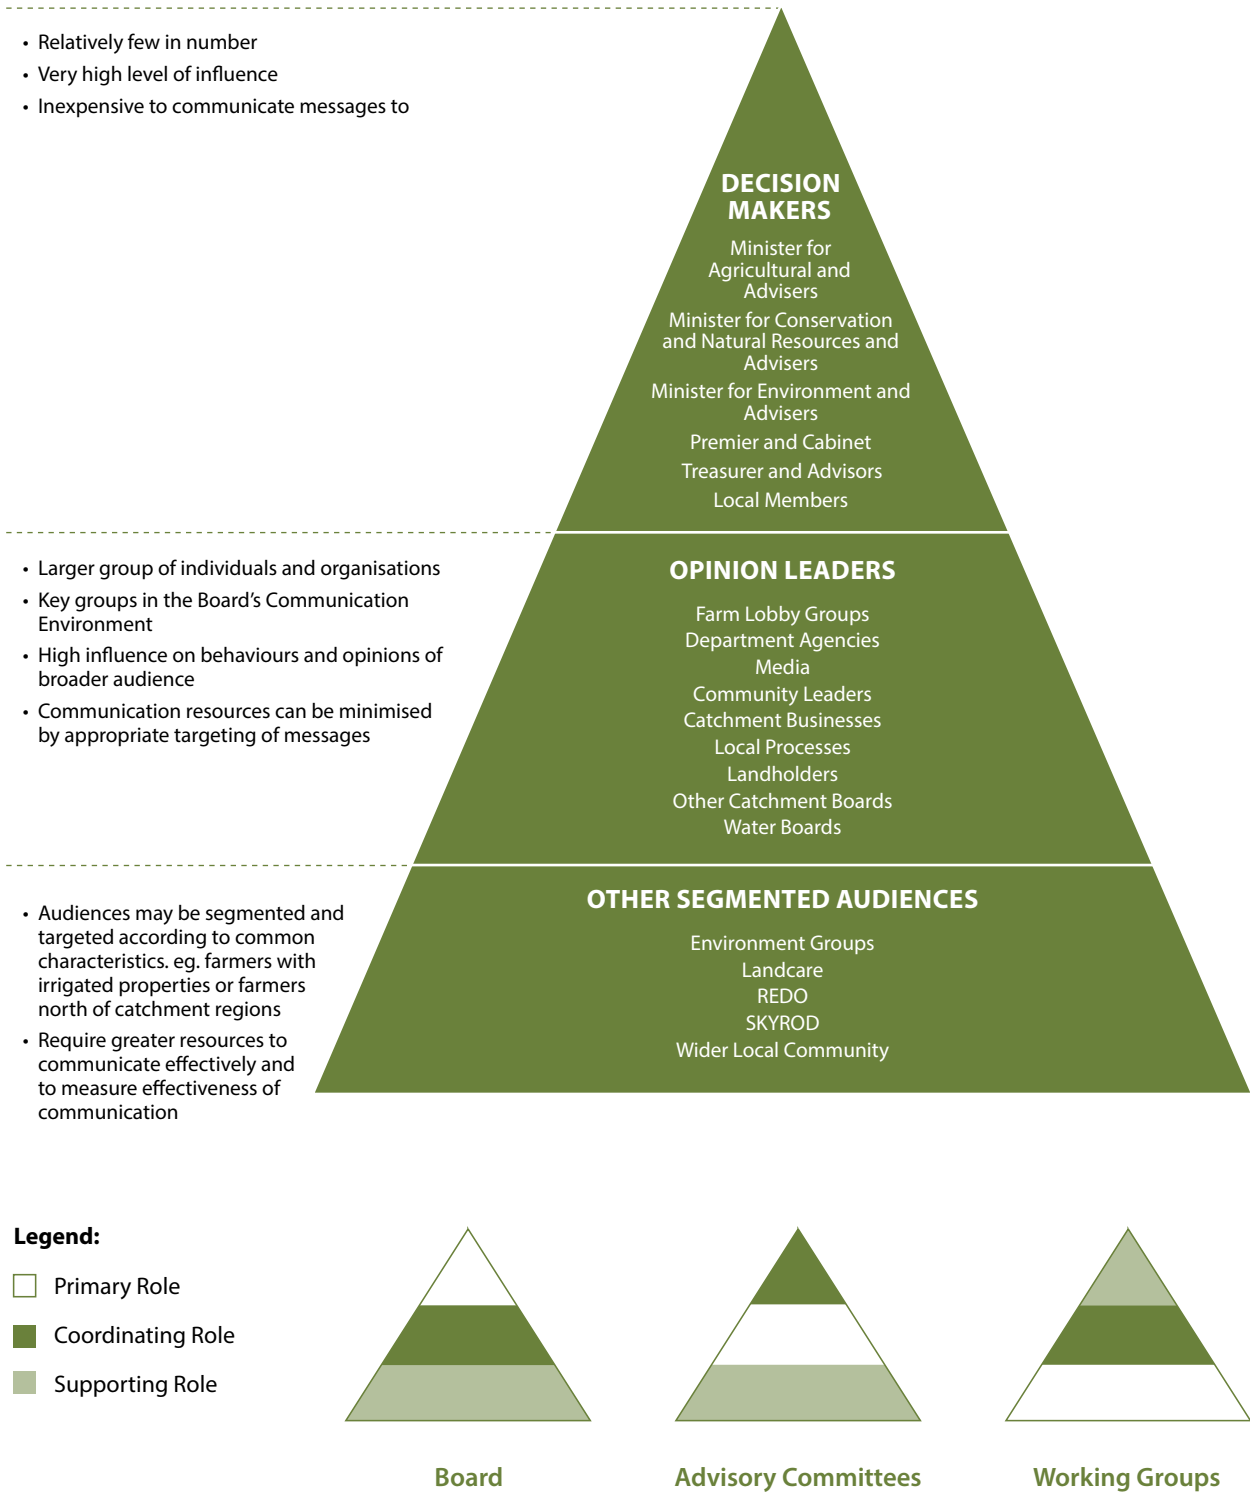 • Relatively few in number
• Very high level of influence
• Inexpensive to communicate messages to
DECISION
MAKERS
Minister for
Agricultural and
Advisers
Minister for Conservation
and Natural Resources and
Advisers
Minister for Environment and
Advisers
Premier and Cabinet
Treasurer and Advisors
Local Members
• Larger group of individuals and organisations
• Key groups in the Board’s Communication
Environment
• High influence on behaviours and opinions of
broader audience
• Communication resources can be minimised
by appropriate targeting of messages
OPINION LEADERS
Farm Lobby Groups
Department Agencies
Media
Community Leaders
Catchment Businesses
Local Processes
Landholders
Other Catchment Boards
Water Boards
• Audiences may be segmented and
targeted according to common
characteristics. eg. farmers with
irrigated properties or farmers
north of catchment regions
• Require greater resources to
communicate effectively and
to measure effectiveness of
communication
OTHER SEGMENTED AUDIENCES
Environment Groups
Landcare
REDO
SKYROD
Wider Local Community
Legend:
Primary Role
Coordinating Role
Supporting Role
Board
Advisory Committees
Working Groups